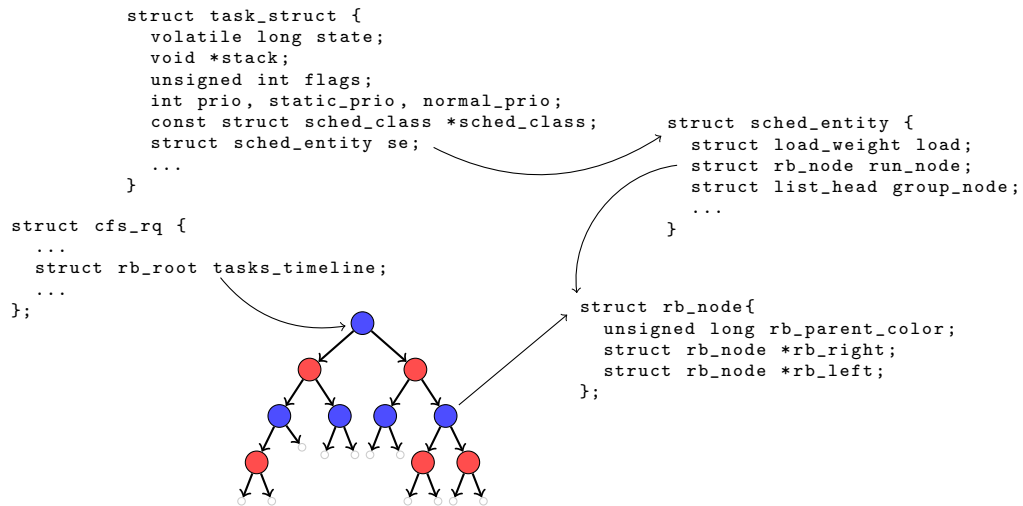 struct task_struct {
  volatile long state;
  void *stack;
  unsigned int flags;
  int prio, static_prio, normal_prio;
  const struct sched_class *sched_class;
  struct sched_entity se;
  ...
}
struct sched_entity {
  struct load_weight load;
  struct rb_node run_node;
  struct list_head group_node;
  ...
}
struct cfs_rq {
  ...
  struct rb_root tasks_timeline;
  ...
};
struct rb_node{
  unsigned long rb_parent_color;
  struct rb_node *rb_right;
  struct rb_node *rb_left;
};